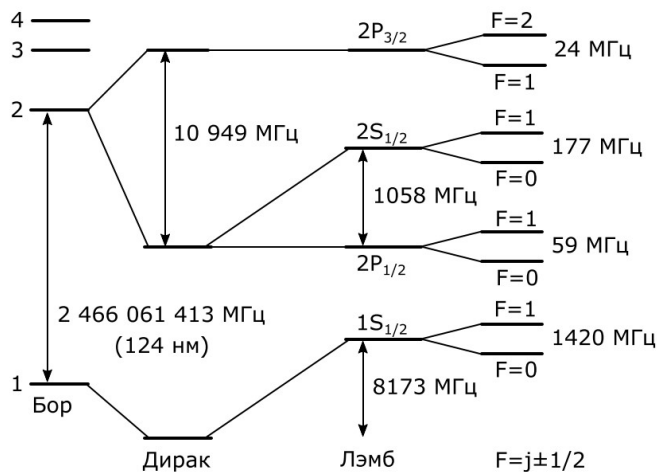 4
3
2
1
Бор
2 466 061 413 МГц
(124 нм)
10 949 МГц
Дирак
2P3/2
2S1/2
1058 МГц
2P1/2
1S1/2
8173 МГц
Лэмб
F=2
24 МГц
F=1
F=1
177 МГц
F=0
F=1
59 МГц
F=0
F=1
1420 МГц
F=0
F=j±1/2